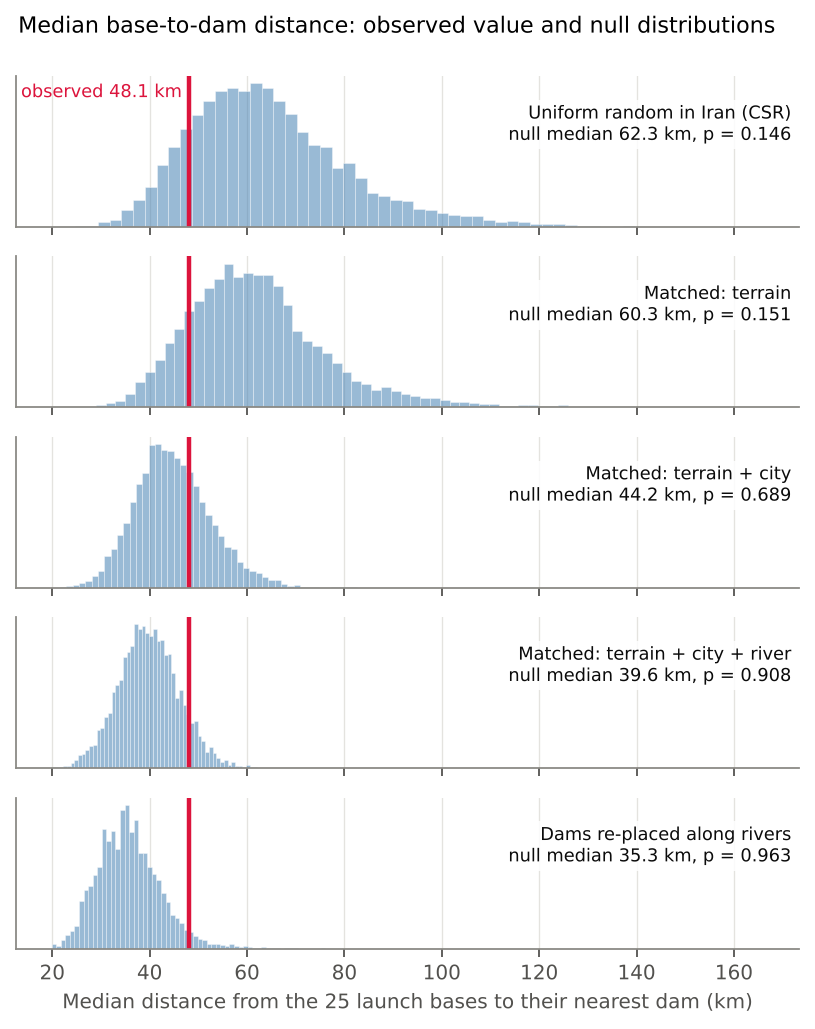 Median base-to-dam distance: observed value and null distributions
observed 48.1 km
Uniform random in Iran (CSR)
null median 62.3 km, p = 0.146
Matched: terrain
null median 60.3 km, p = 0.151
Matched: terrain + city
null median 44.2 km, p = 0.689
Matched: terrain + city + river
null median 39.6 km, p = 0.908
Dams re-placed along rivers
null median 35.3 km, p = 0.963
20 40 60 80 100 120 140 160
Median distance from the 25 launch bases to their nearest dam (km)